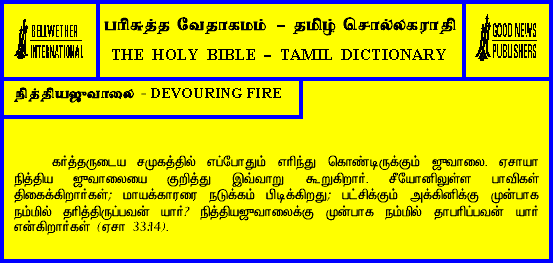 BELLWETHER
INTERNATIONAL
பரிசுத்த வேதாகமம் – தமிழ் சொல்லகராதி
THE HOLY BIBLE – TAMIL DICTIONARY
GOOD NEWS
PUBLISHERS
நித்தியஜுவாலை - DEVOURING FIRE
கர்த்தருடைய சமுகத்தில் எப்போதும் எரிந்து கொண்டிருக்கும் ஜுவாலை. ஏசாயா
நித்திய ஜுவாலையை குறித்து இவ்வாறு கூறுகிறார். சீயோனிலுள்ள பாவிகள்
திகைக்கிறார்கள்; மாயக்காரரை நடுக்கம் பிடிக்கிறது; பட்சிக்கும் அக்கினிக்கு முன்பாக
நம்மில் தரித்திருப்பவன் யார்? நித்தியஜுவாலைக்கு முன்பாக நம்மில் தாபரிப்பவன் யார்
என்கிறார்கள் (ஏசா 33:14).